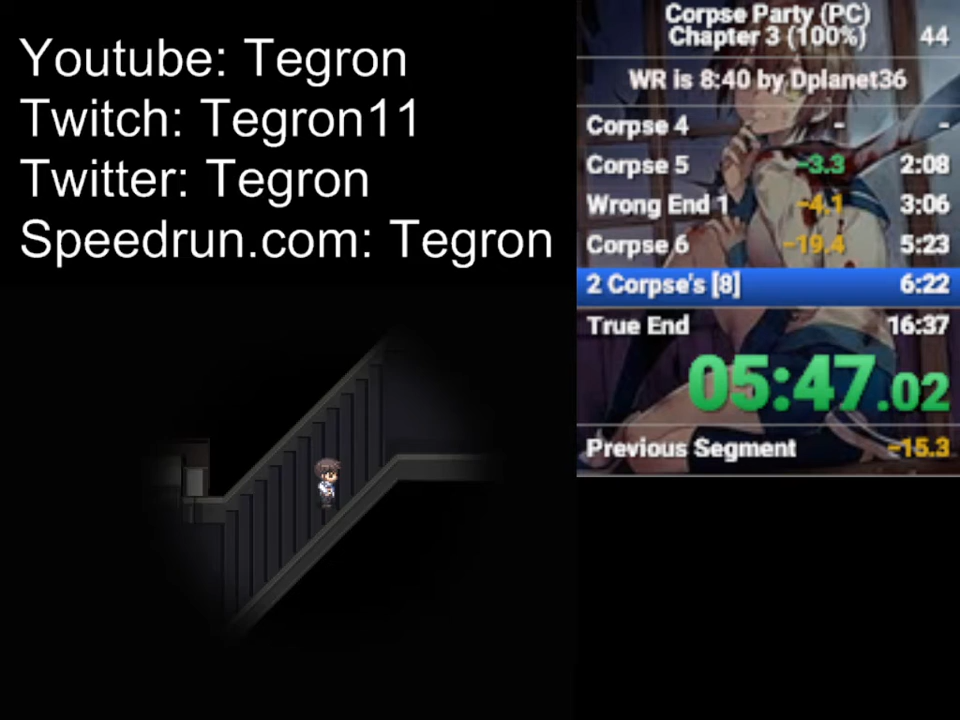 Youtube: Tegron
Twitch: Tegron11
Twitter: Tegron
Speedrun.com: Tegron
Corpse Party (PC)
Chapter 3 (100%) 44
WR is 8:40 by Dplanet36
Corpse 4 - -
Corpse 5 -3.3 2:08
Wrong End 1 -4.1 3:06
Corpse 6 -19.4 5:23
2 Corpse's [8] 6:22
True End 16:37
05:47.02
Previous Segment -15.3